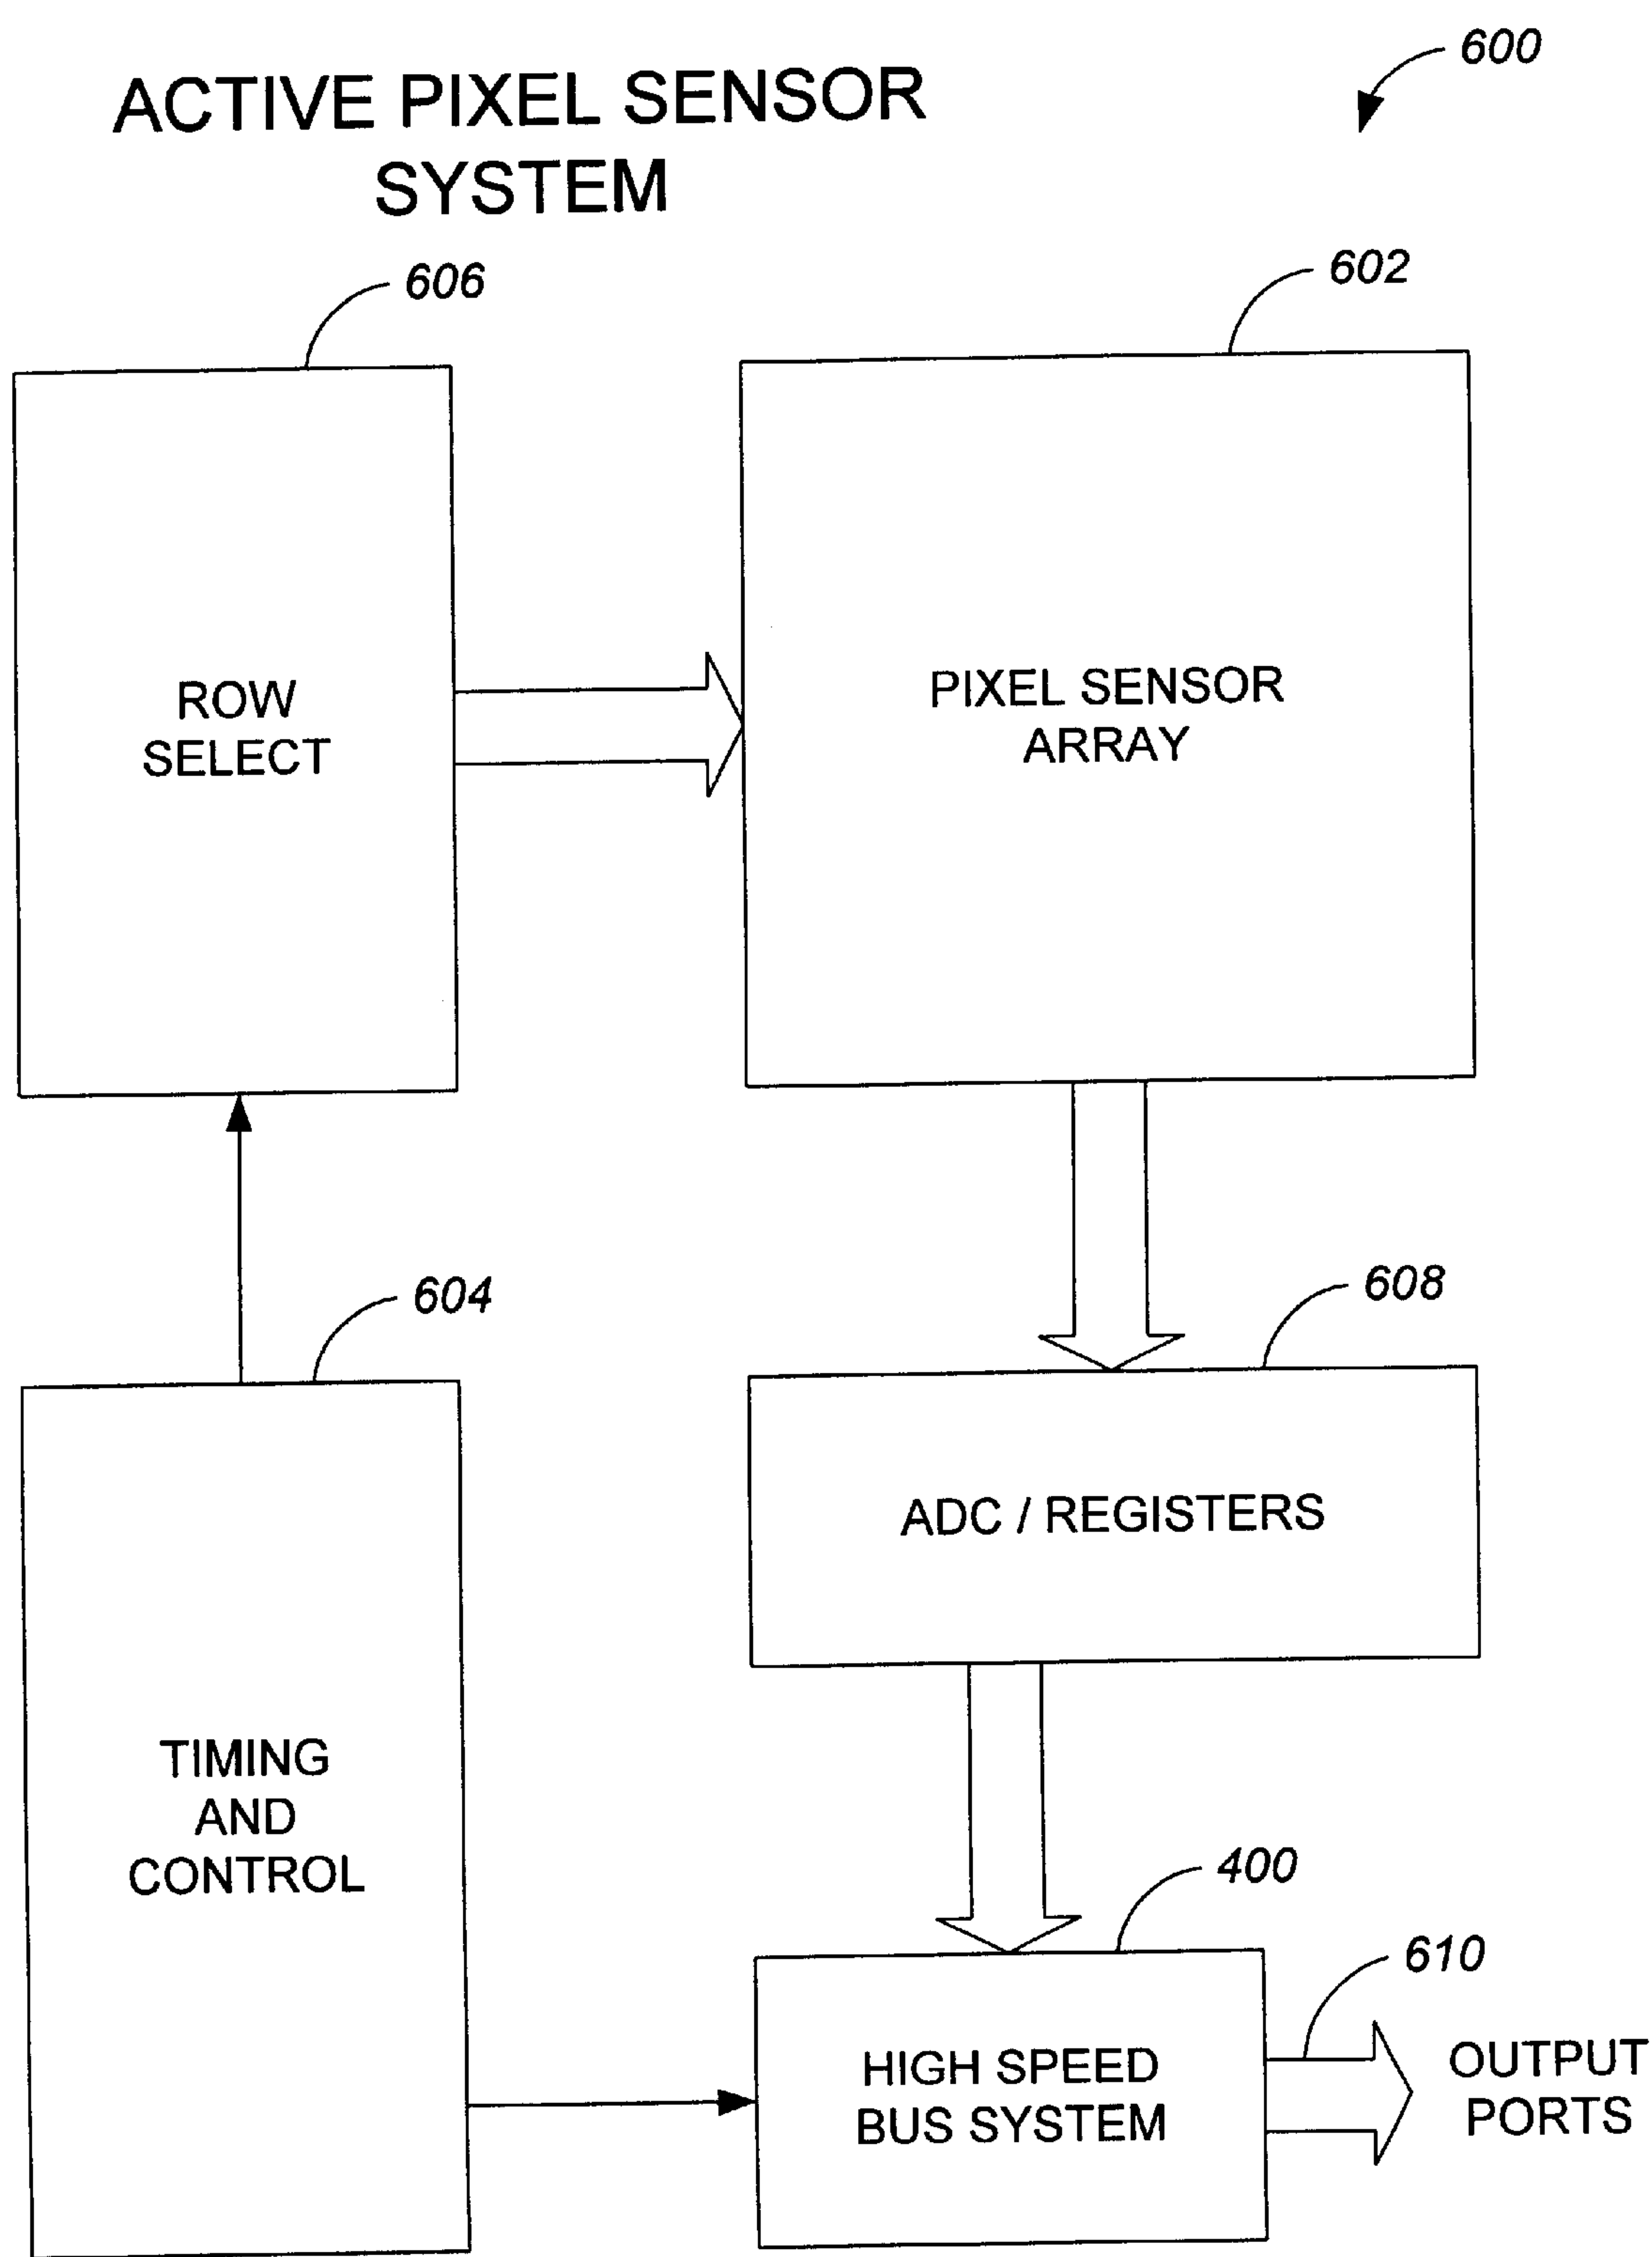 600
ACTIVE PIXEL SENSOR
SYSTEM
606
602
ROW
SELECT
PIXEL SENSOR
ARRAY
604
608
ADC / REGISTERS
TIMING
AND
CONTROL
400
610
HIGH SPEED
BUS SYSTEM
OUTPUT
PORTS